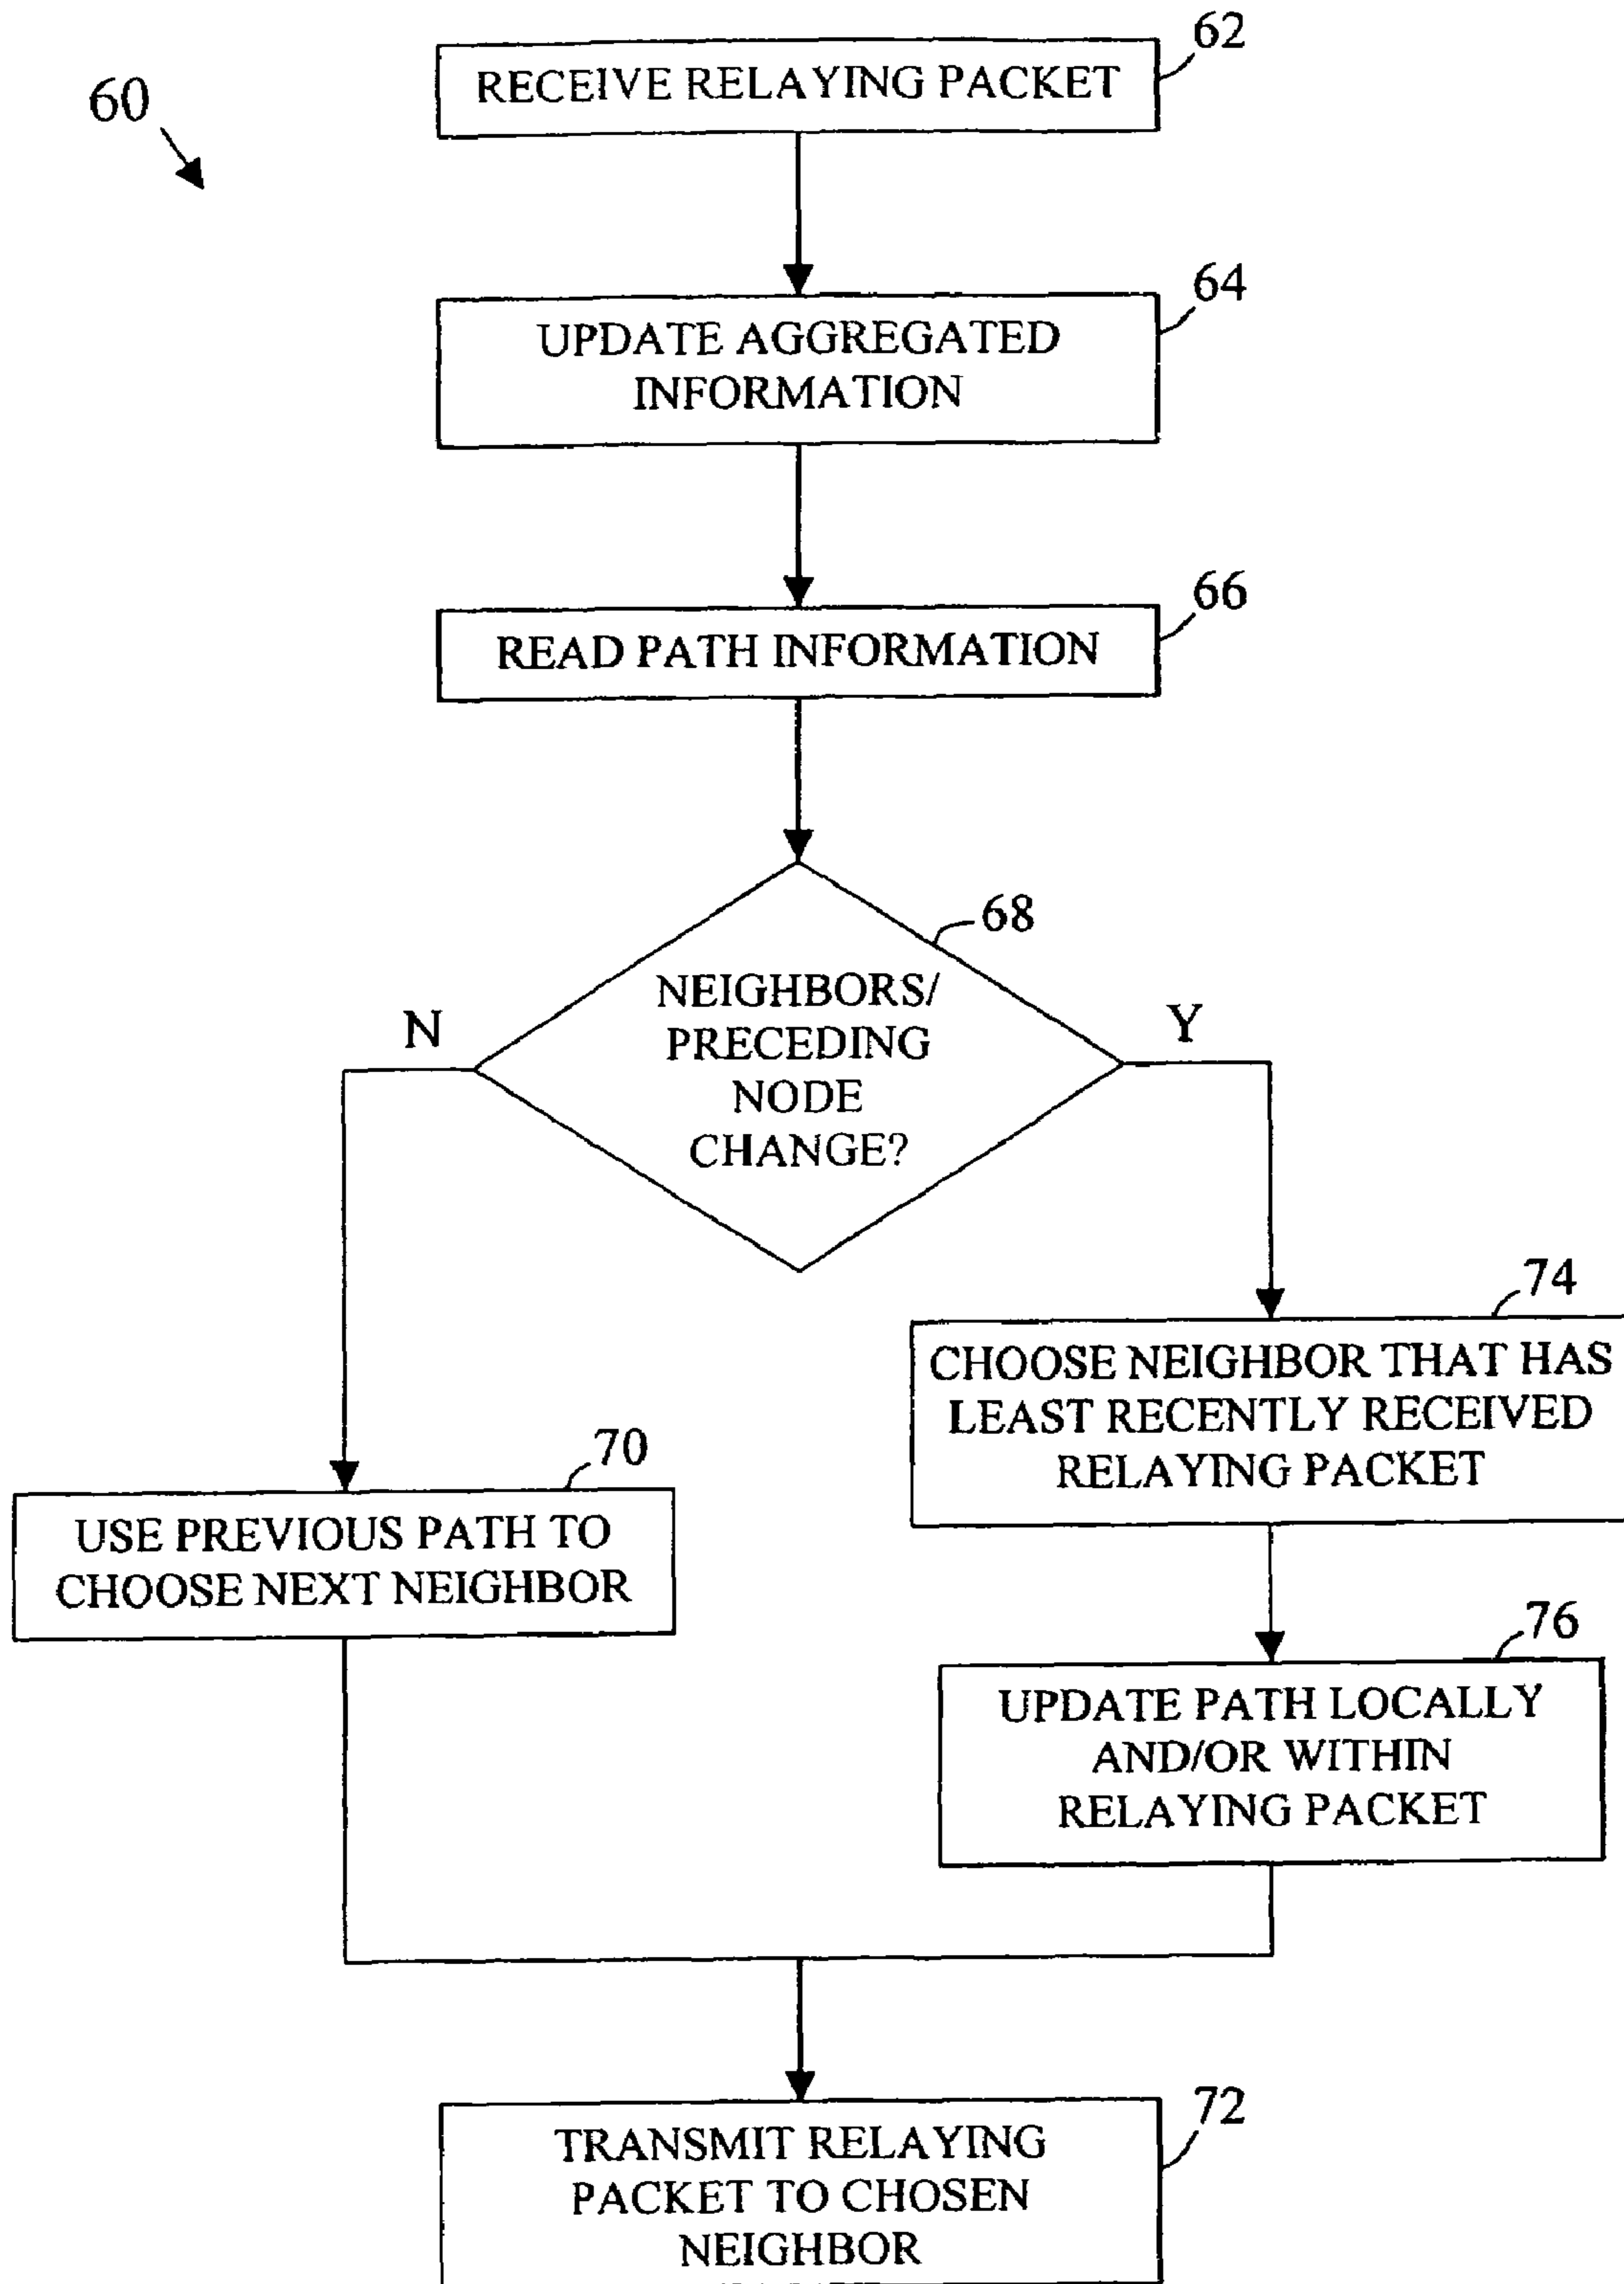 60
62
RECEIVE RELAYING PACKET
64
UPDATE AGGREGATED
INFORMATION
66
READ PATH INFORMATION
68
NEIGHBORS/
PRECEDING
NODE
CHANGE?
N
Y
70
USE PREVIOUS PATH TO
CHOOSE NEXT NEIGHBOR
74
CHOOSE NEIGHBOR THAT HAS
LEAST RECENTLY RECEIVED
RELAYING PACKET
76
UPDATE PATH LOCALLY
AND/OR WITHIN
RELAYING PACKET
72
TRANSMIT RELAYING
PACKET TO CHOSEN
NEIGHBOR